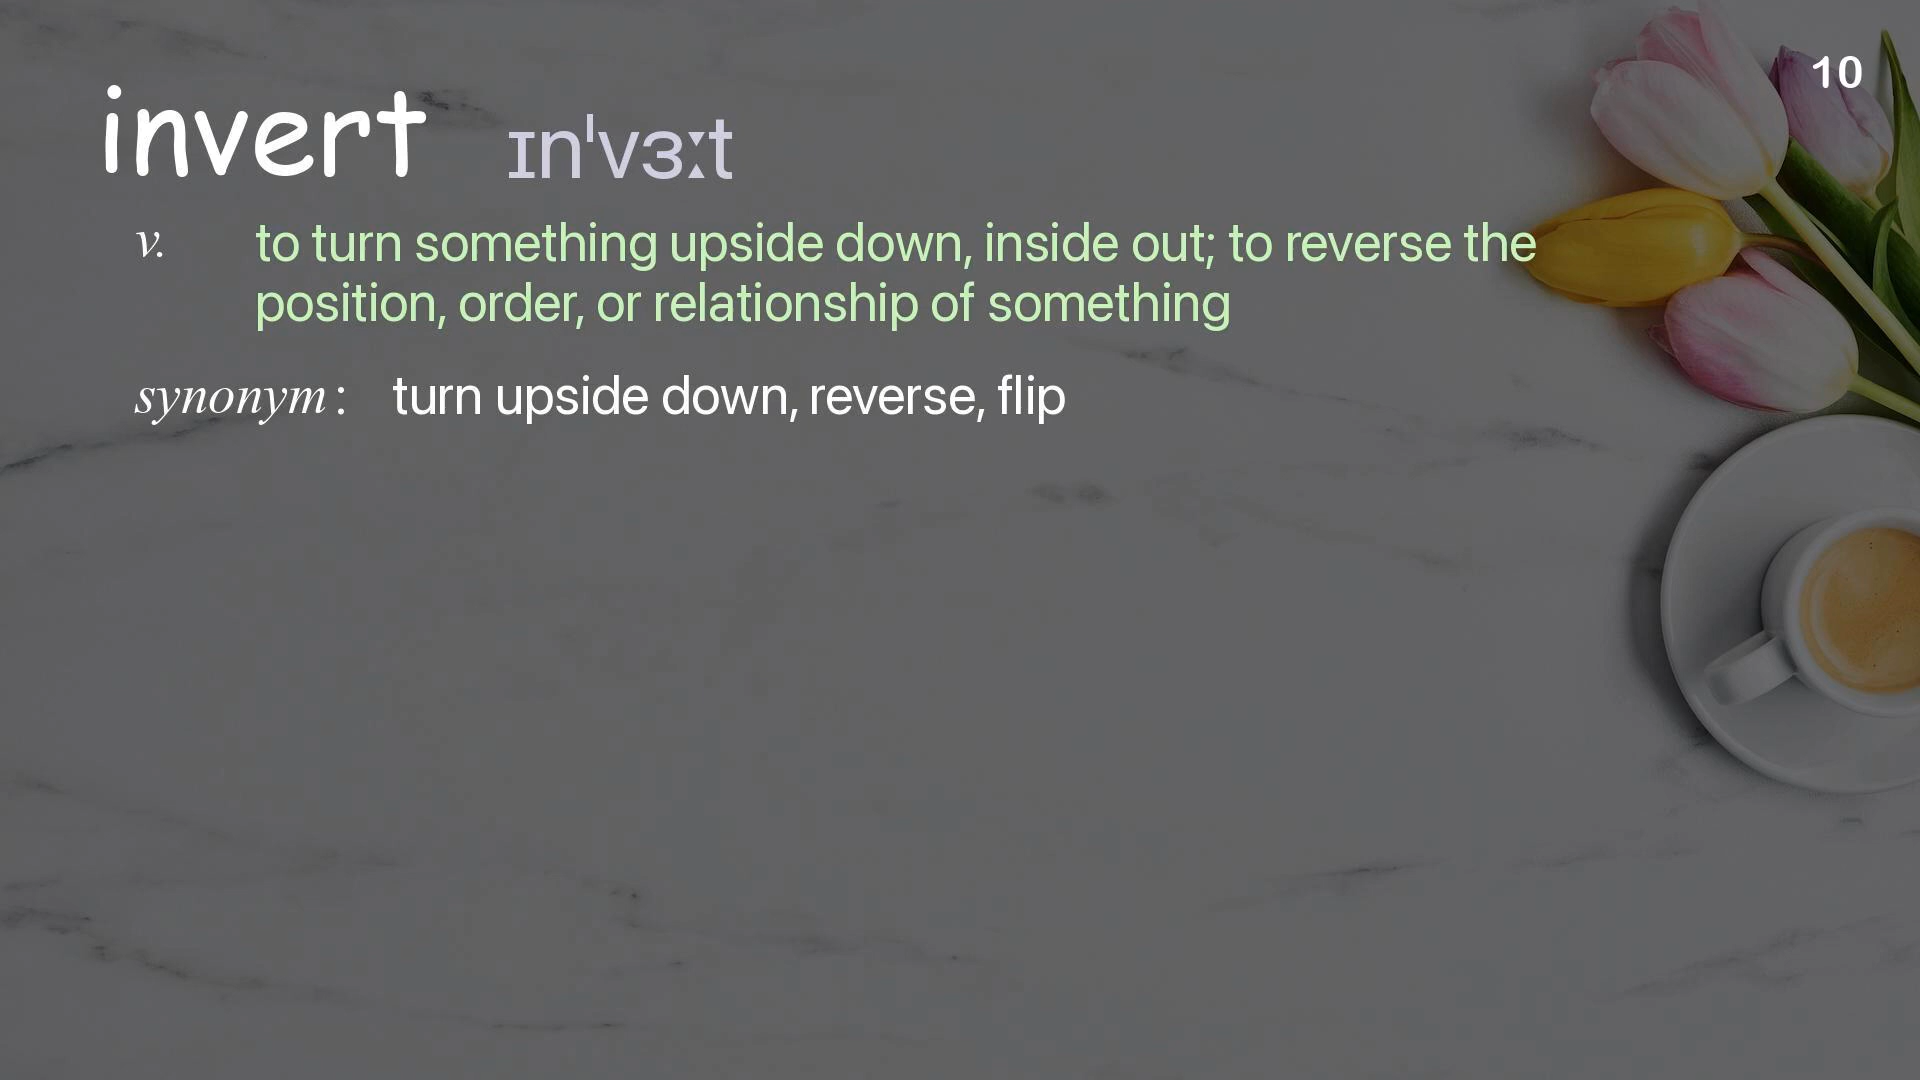 10
invert ɪnˈvɜːt
v. to turn something upside down, inside out; to reverse the
position, order, or relationship of something
synonym : turn upside down, reverse, flip